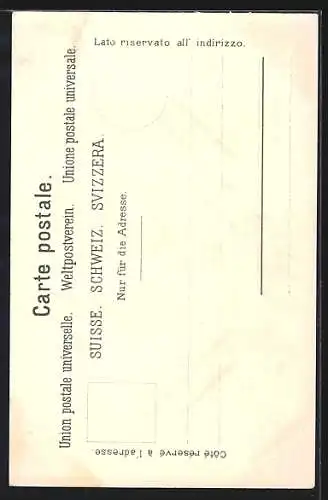 Carte postale.
Union postale universelle. Weltpostverein. Unione postale universale.
SUISSE. SCHWEIZ. SVIZZERA.
Nur für die Adresse.
Côté réservé à l'adresse.
Lato riservato all' indirizzo.